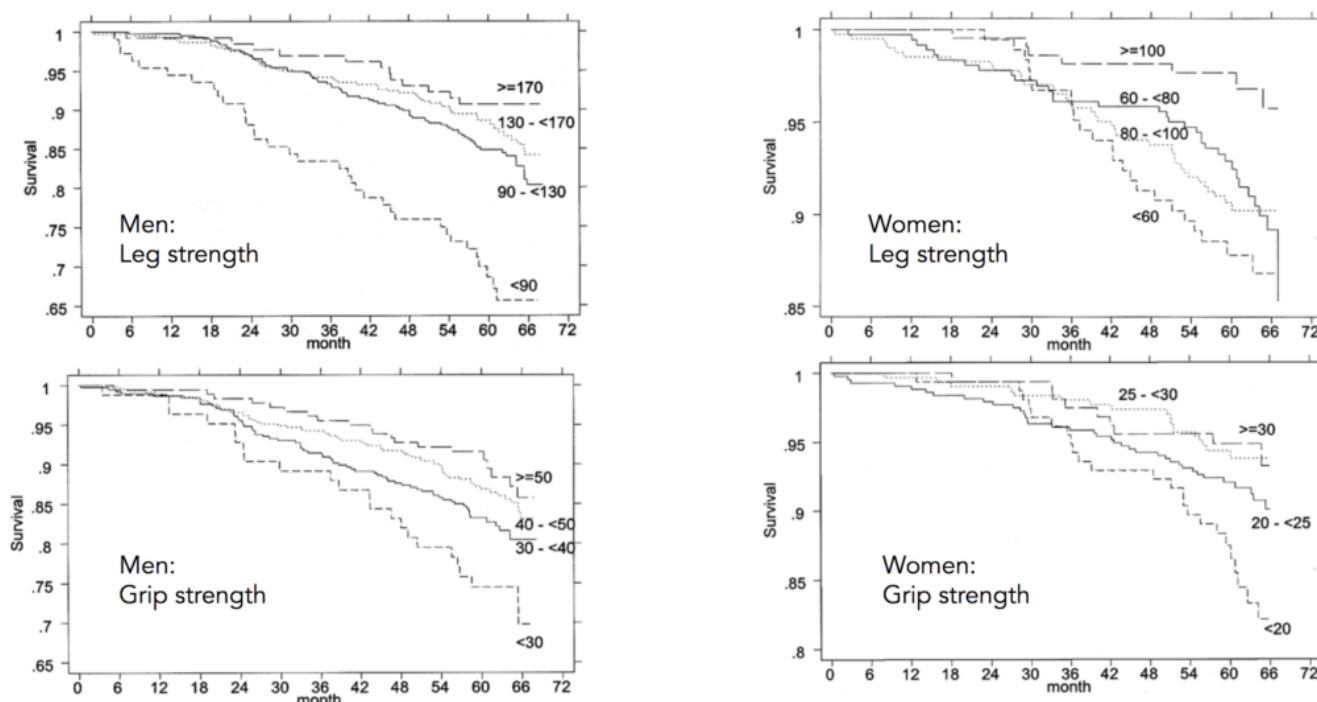 1
.95
.9
.85
.8
.75
.7
.65
Survival
>=170
130 - <170
90 - <130
<90
Men:
Leg strength
0 6 12 18 24 30 36 42 48 54 60 66 72
month
1
.95
.9
.85
Survival
>=100
60 - <80
80 - <100
<60
Women:
Leg strength
0 6 12 18 24 30 36 42 48 54 60 66 72
month
1
.95
.9
.85
.8
.75
.7
.65
Survival
>=50
40 - <50
30 - <40
<30
Men:
Grip strength
0 6 12 18 24 30 36 42 48 54 60 66 72
month
1
.95
.9
.85
.8
Survival
25 - <30
>=30
20 - <25
<20
Women:
Grip strength
0 6 12 18 24 30 36 42 48 54 60 66 72
month